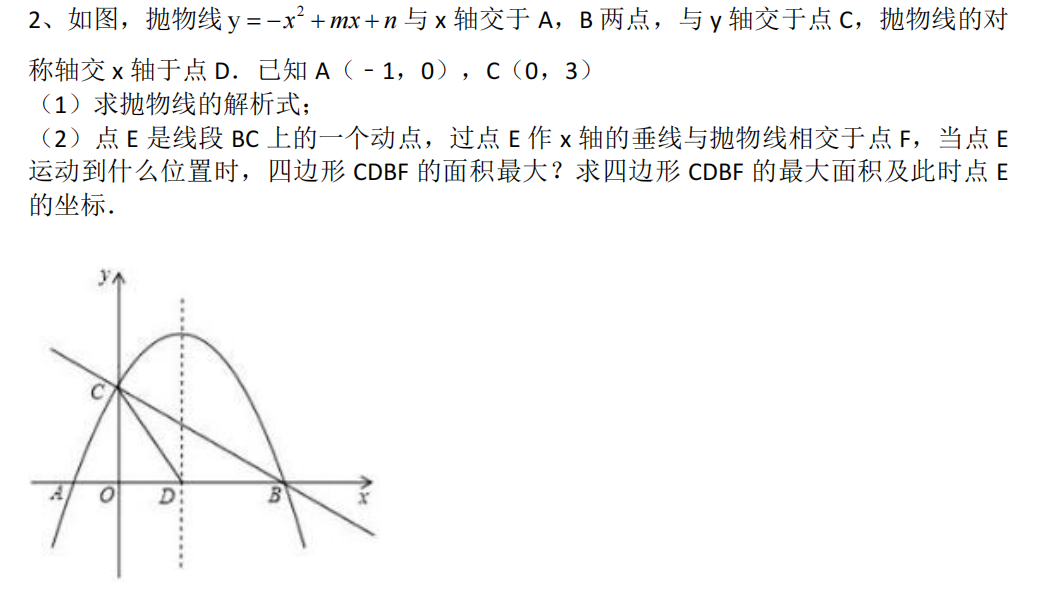 2、如图，抛物线 y = −x² + mx + n 与 x 轴交于 A，B 两点，与 y 轴交于点 C，抛物线的对
称轴交 x 轴于点 D．已知 A（﹣1，0），C（0，3）
（1）求抛物线的解析式；
（2）点 E 是线段 BC 上的一个动点，过点 E 作 x 轴的垂线与抛物线相交于点 F，当点 E
运动到什么位置时，四边形 CDBF 的面积最大？求四边形 CDBF 的最大面积及此时点 E
的坐标．
y
C
A O D B x